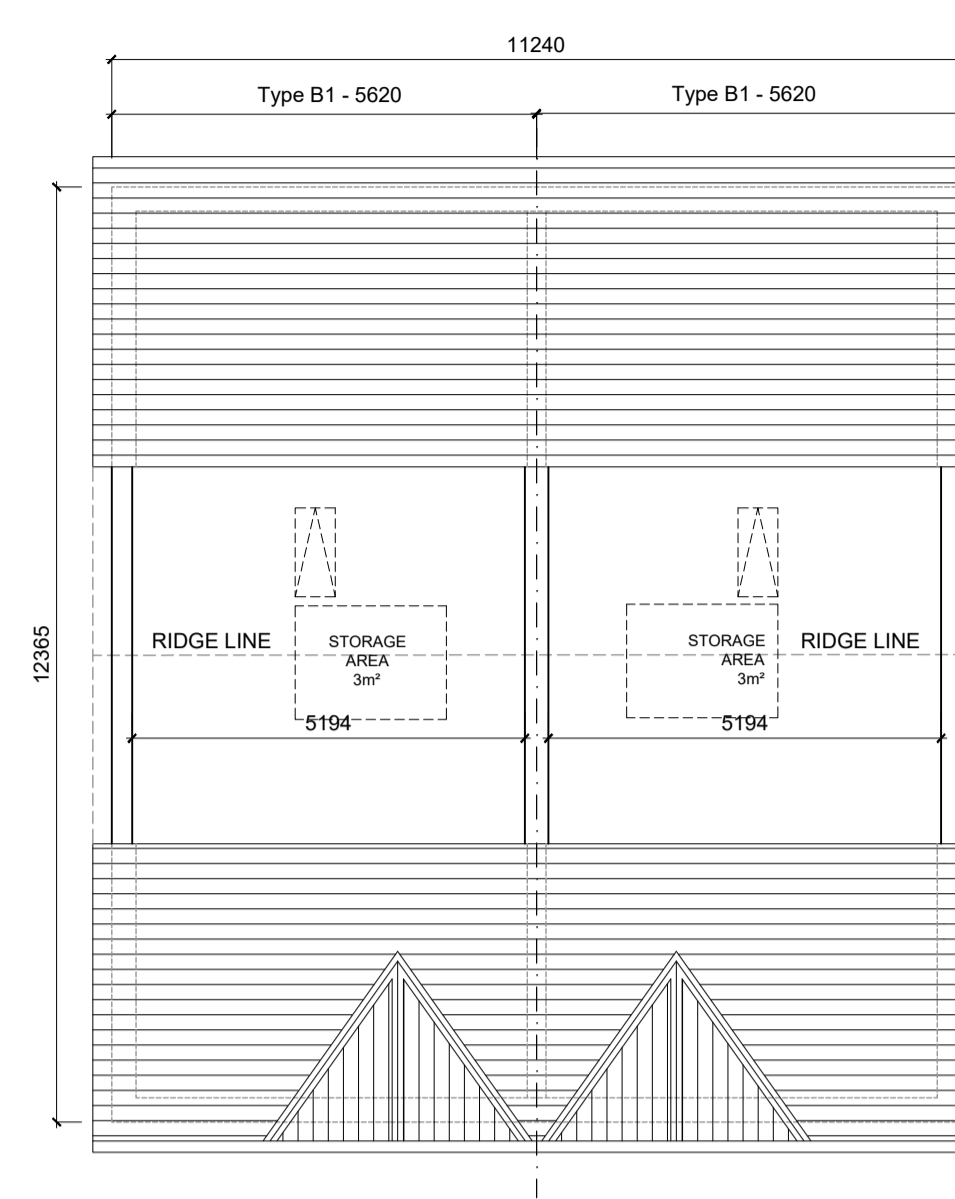 11240
Type B1 - 5620
Type B1 - 5620
12365
RIDGE LINE
STORAGE
AREA
3m²
5194
STORAGE
AREA
3m²
RIDGE LINE
5194